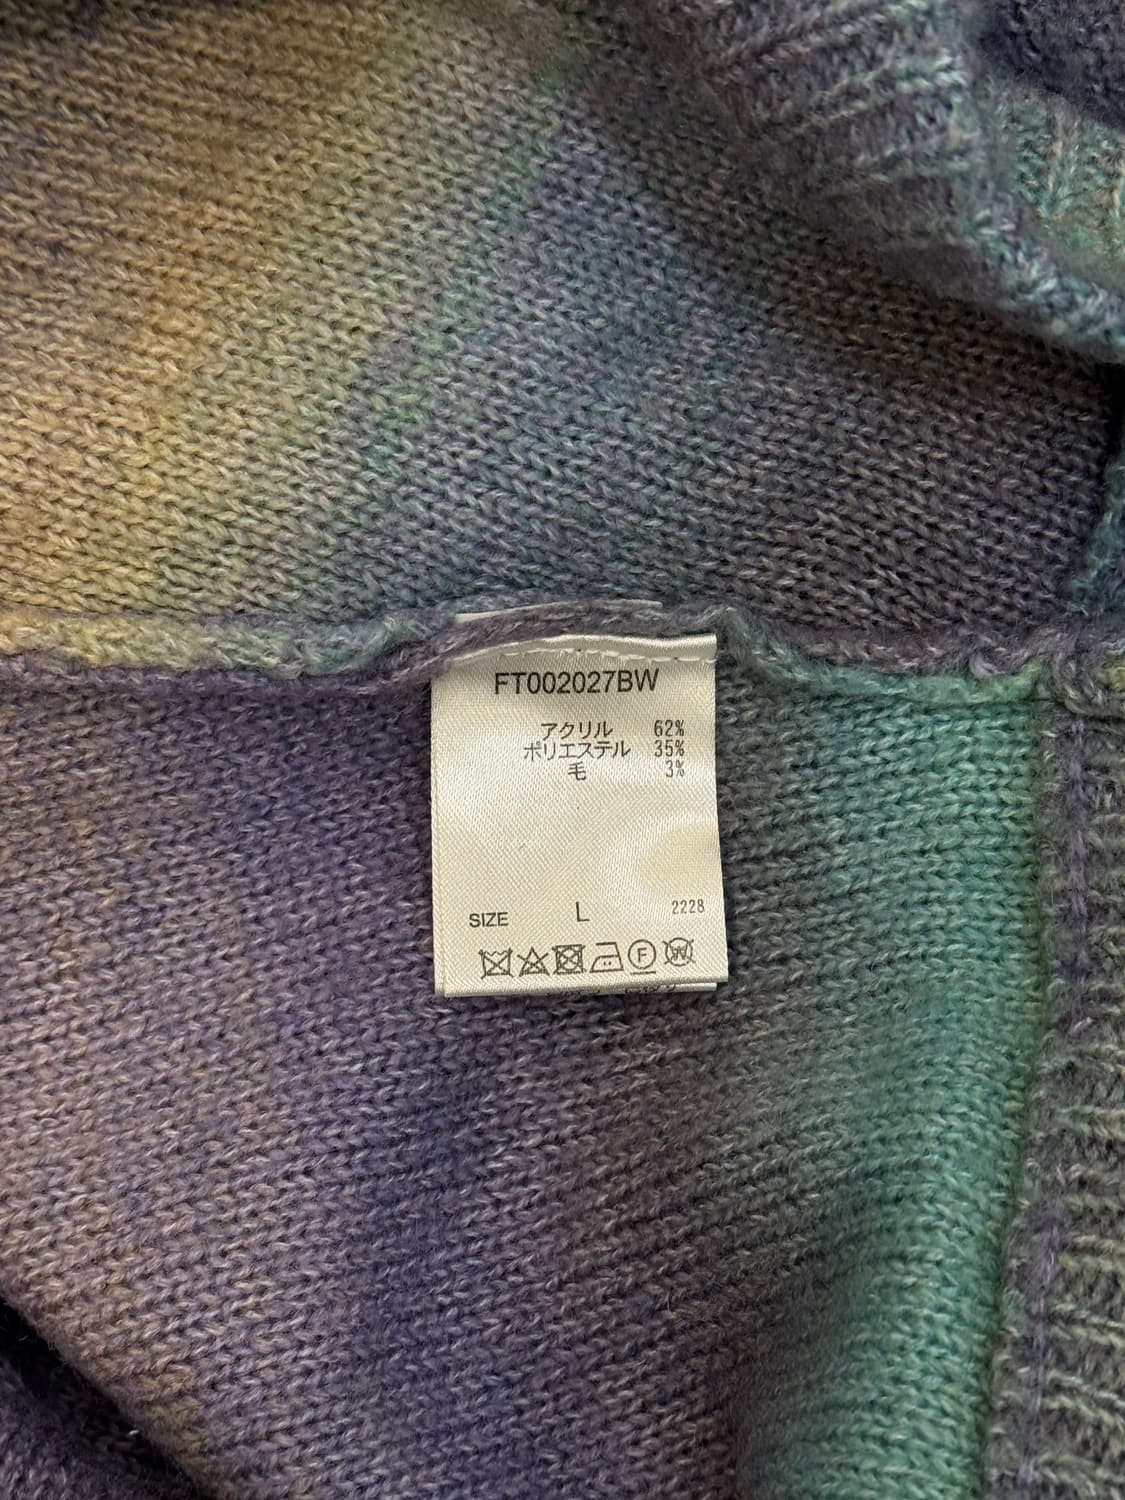 FT002027BW
アクリル 62%
ポリエステル 35%
毛 3%
SIZE L 2228
F W